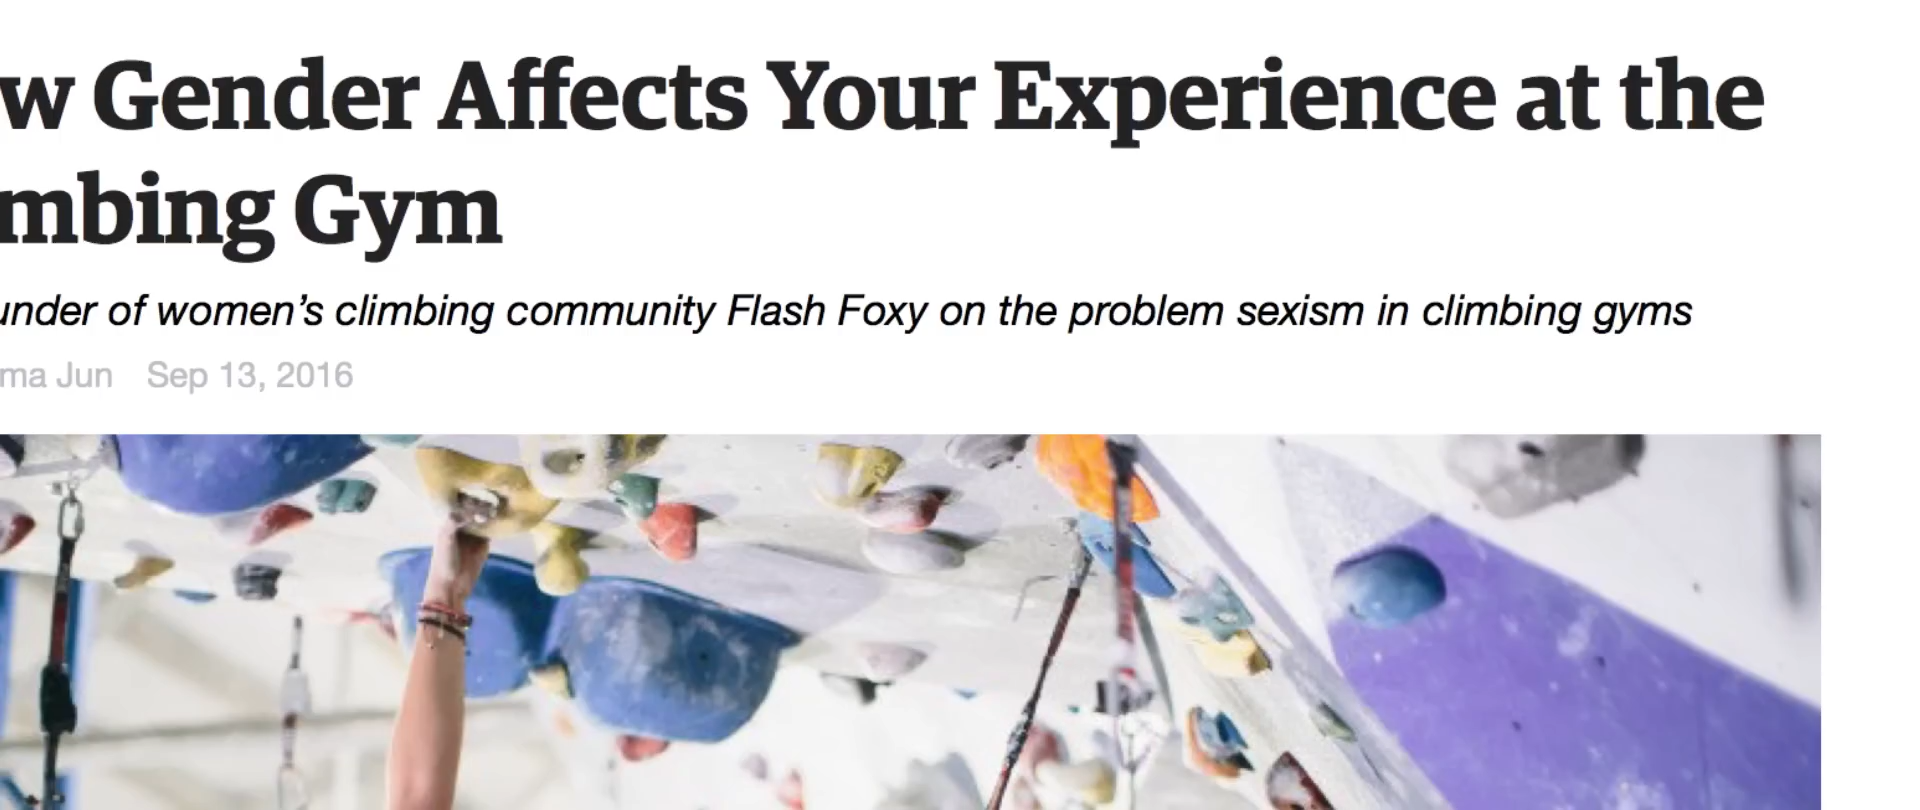 w Gender Affects Your Experience at the
mbing Gym
under of women’s climbing community Flash Foxy on the problem sexism in climbing gyms
ma Jun Sep 13, 2016